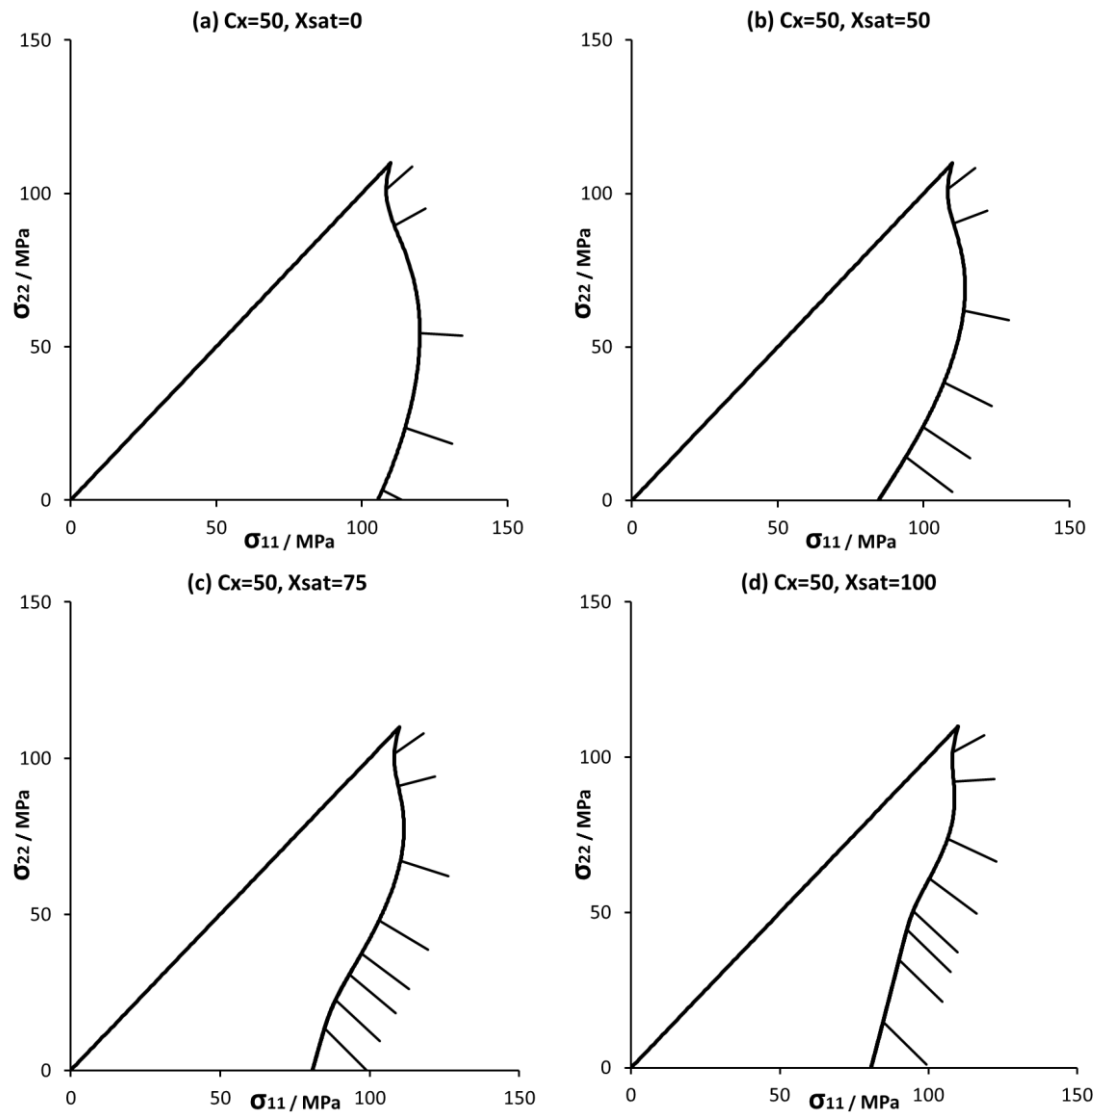 (a) Cx=50, Xsat=0
150
100
50
0
σ22 / MPa
0 50 100 150
σ11 / MPa
(b) Cx=50, Xsat=50
150
100
50
0
σ22 / MPa
0 50 100 150
σ11 / MPa
(c) Cx=50, Xsat=75
150
100
50
0
σ22 / MPa
0 50 100 150
σ11 / MPa
(d) Cx=50, Xsat=100
150
100
50
0
σ22 / MPa
0 50 100 150
σ11 / MPa